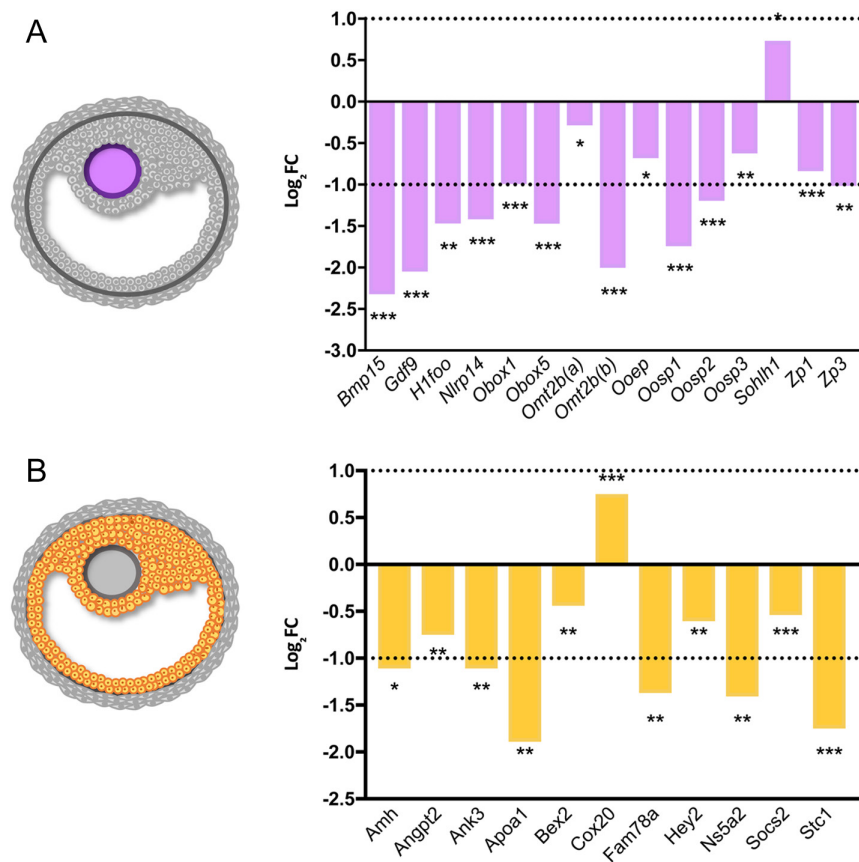 A
Log2 FC
1.0
0.5
0.0
-0.5
-1.0
-1.5
-2.0
-2.5
-3.0
*** *** ** *** *** *** * *** * *** *** ** * *** **
Bmp15 Gdf9 H1foo Nlrp14 Obox1 Obox5 Omt2b(a) Omt2b(b) Ooep Oosp1 Oosp2 Oosp3 Sohlh1 Zp1 Zp3
B
Log2 FC
1.0
0.5
0.0
-0.5
-1.0
-1.5
-2.0
-2.5
* ** ** ** ** *** ** ** ** *** ***
Amh Angpt2 Ank3 Apoa1 Bex2 Cox20 Fam78a Hey2 Ns5a2 Socs2 Stc1